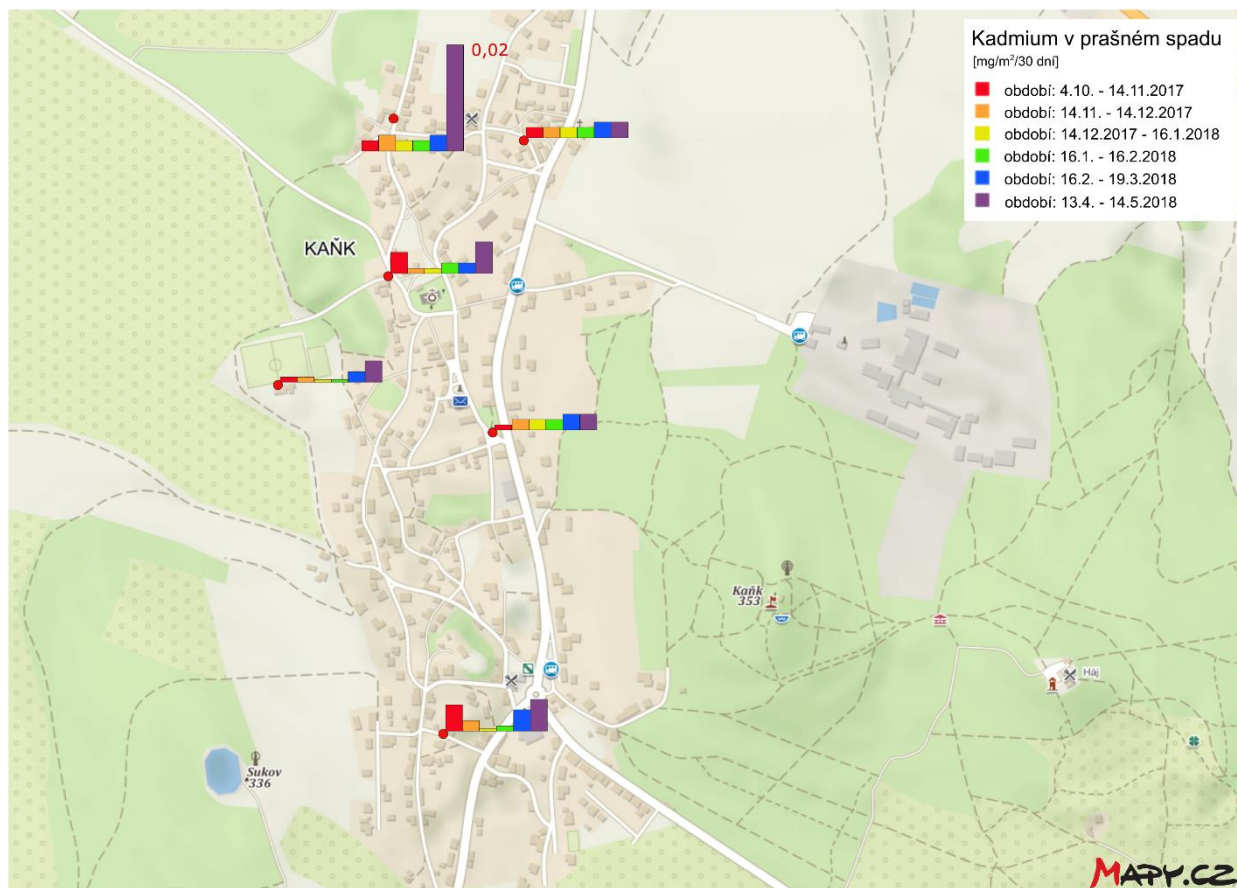 Kadmium v prašném spadu
[mg/m²/30 dní]
období: 4.10. - 14.11.2017
období: 14.11. - 14.12.2017
období: 14.12.2017 - 16.1.2018
období: 16.1. - 16.2.2018
období: 16.2. - 19.3.2018
období: 13.4. - 14.5.2018
0,02
KAŇK
Kaňk
353
Háj
Sukov
336
MAPY.CZ